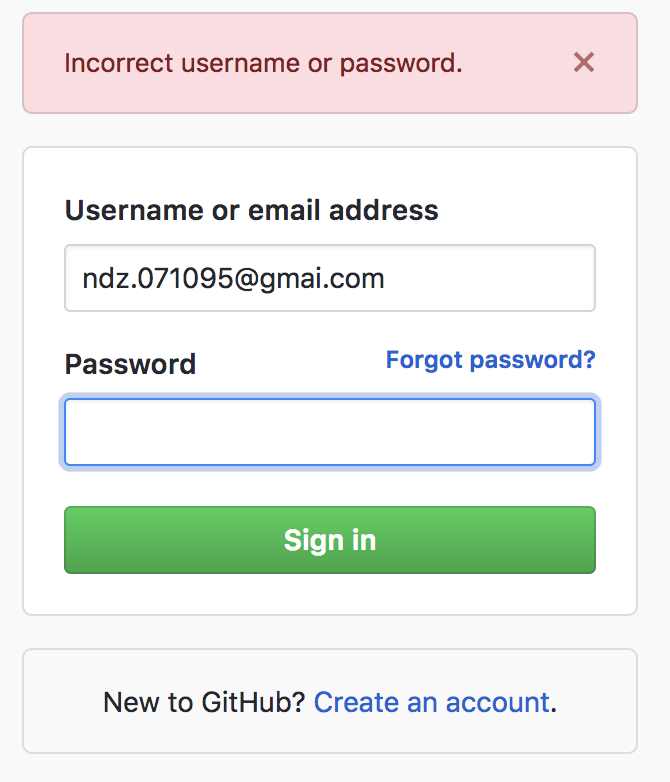 Incorrect username or password.
Username or email address
ndz.071095@gmai.com
Password Forgot password?
Sign in
New to GitHub? Create an account.